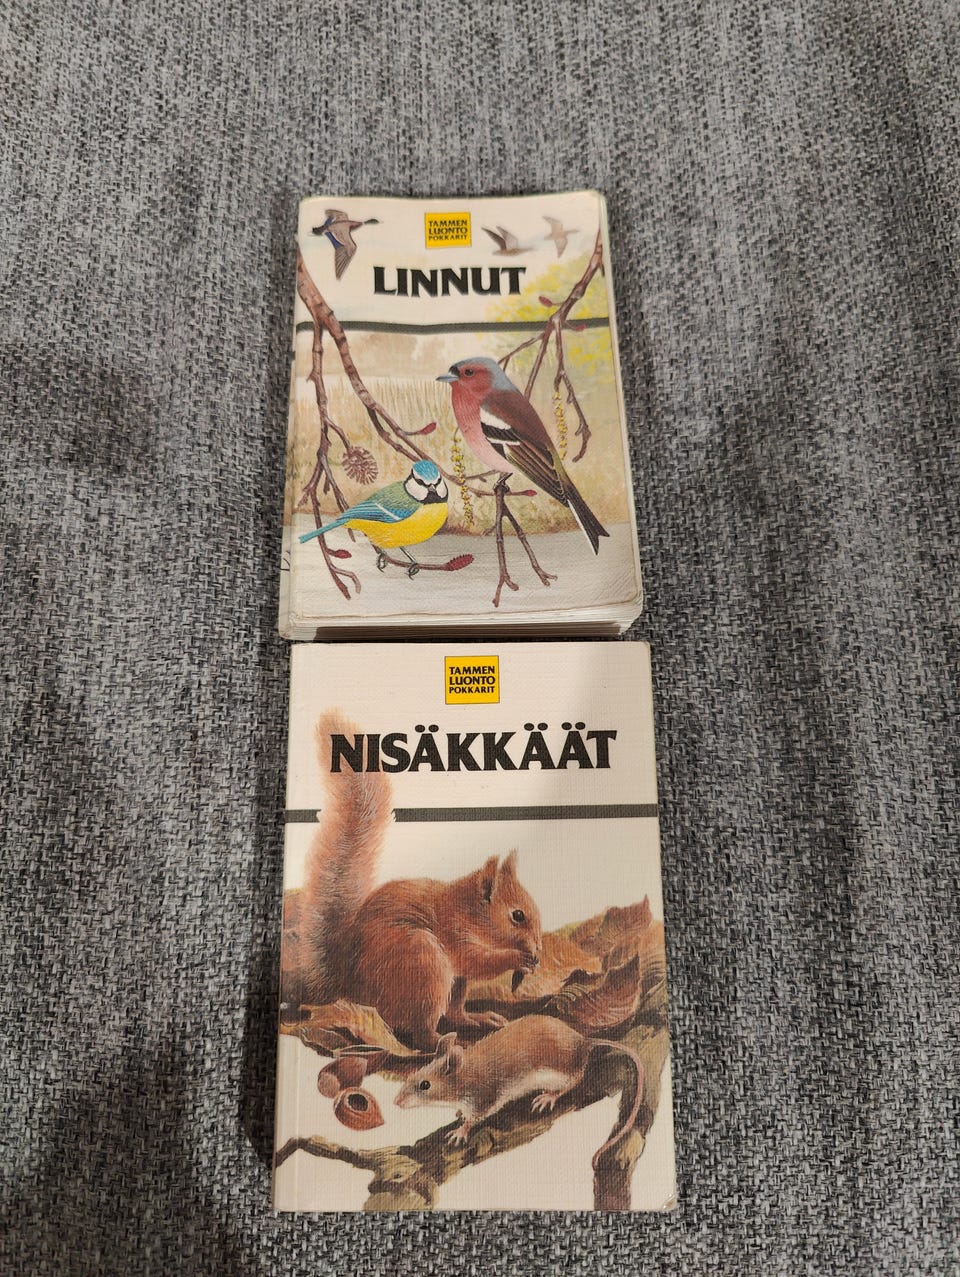 TAMMEN
LUONTO
POKKARIT
LINNUT
TAMMEN
LUONTO
POKKARIT
NISÄKKÄÄT